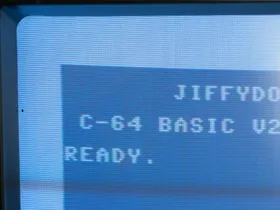 JIFFYDO
C-64 BASIC V2
READY.